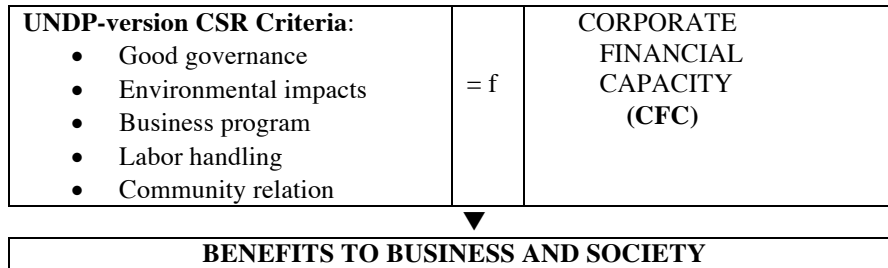 UNDP-version CSR Criteria:
• Good governance
• Environmental impacts
• Business program
• Labor handling
• Community relation
= f
CORPORATE
FINANCIAL
CAPACITY
(CFC)
▼
BENEFITS TO BUSINESS AND SOCIETY